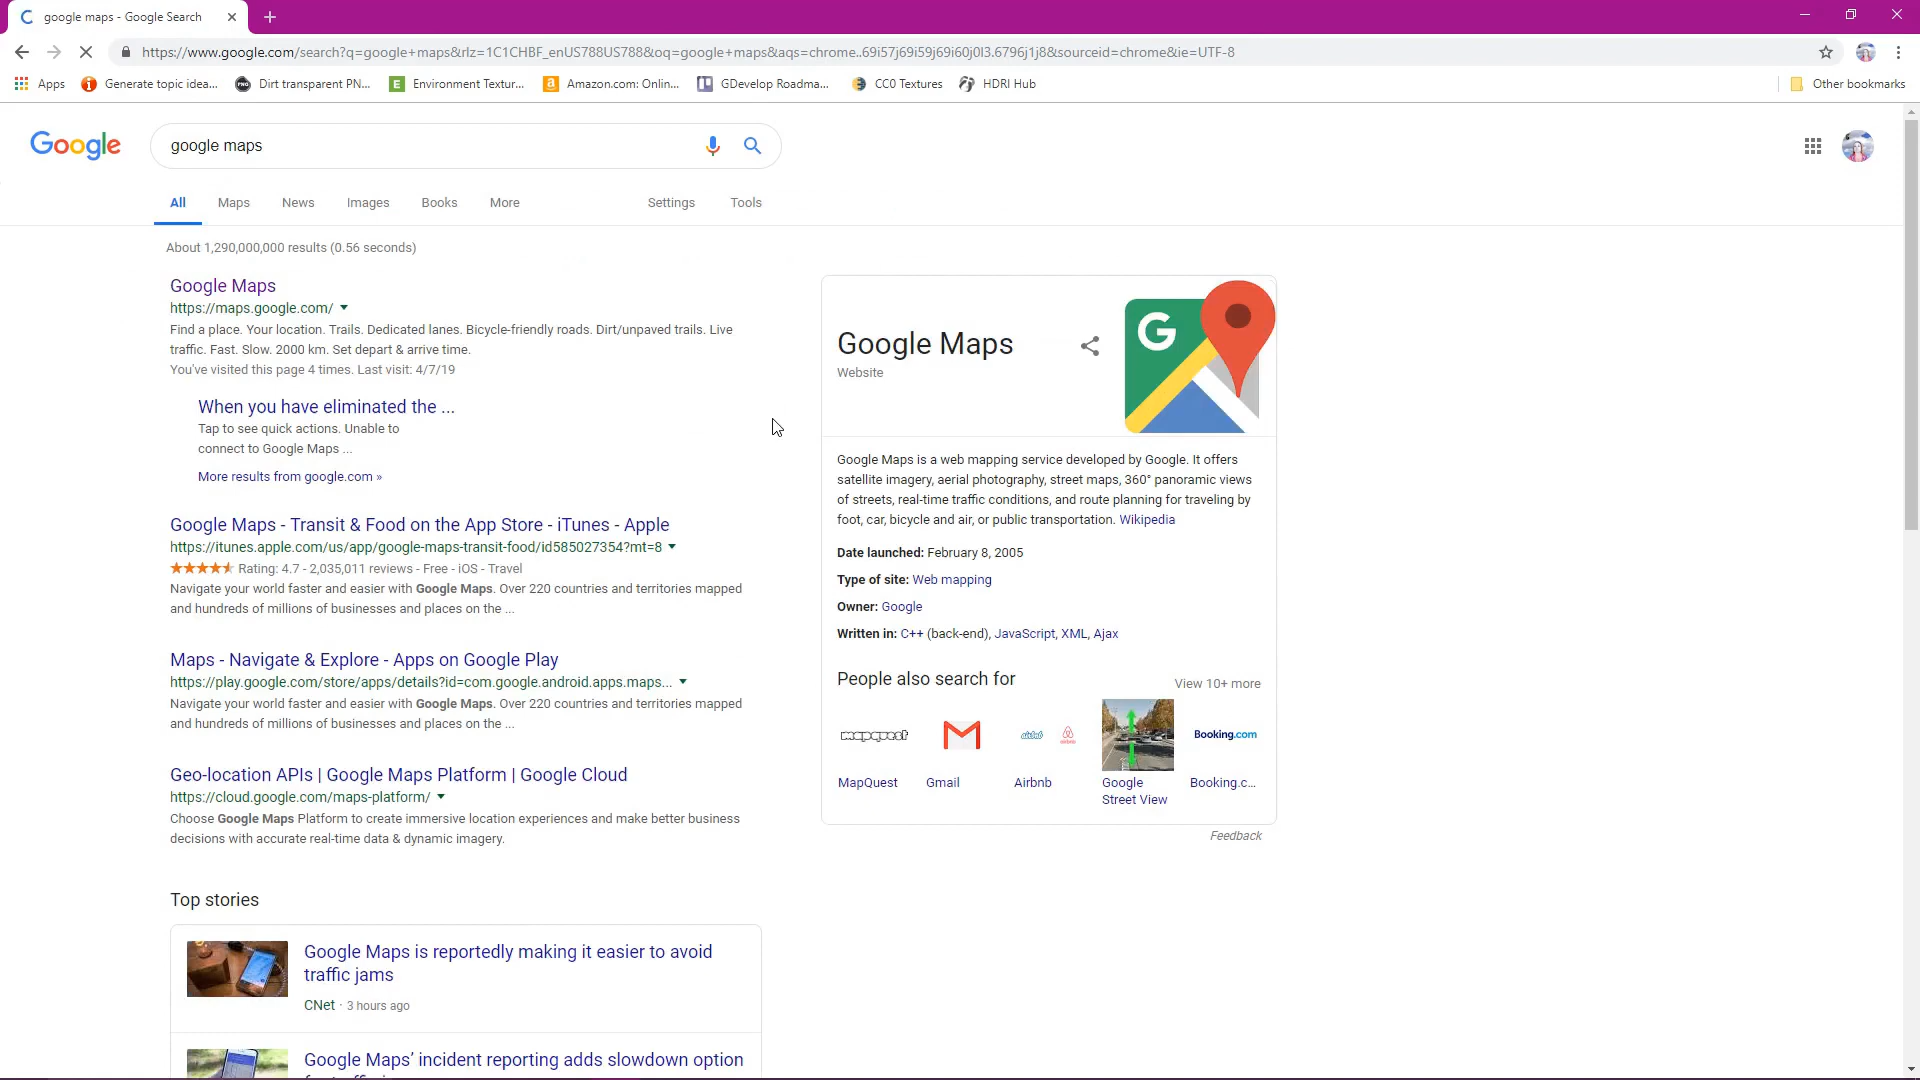 google maps - Google Search
https://www.google.com/search?q=google+maps&rlz=1C1CHBF_enUS788US788&oq=google+maps&aqs=chrome..69i57j69i59j69i60j0l3.6796j1j8&sourceid=chrome&ie=UTF-8
Apps
Generate topic idea...
Dirt transparent PN...
Environment Textur...
Amazon.com: Onlin...
GDevelop Roadma...
CC0 Textures
HDRI Hub
Other bookmarks
Google
google maps
All
Maps
News
Images
Books
More
Settings
Tools
About 1,290,000,000 results (0.56 seconds)
Google Maps
https://maps.google.com/
Find a place. Your location. Trails. Dedicated lanes. Bicycle-friendly roads. Dirt/unpaved trails. Live
traffic. Fast. Slow. 2000 km. Set depart & arrive time.
You've visited this page 4 times. Last visit: 4/7/19
When you have eliminated the ...
Tap to see quick actions. Unable to
connect to Google Maps ...
More results from google.com »
Google Maps - Transit & Food on the App Store - iTunes - Apple
https://itunes.apple.com/us/app/google-maps-transit-food/id585027354?mt=8
Rating: 4.7 - 2,035,011 reviews - Free - iOS - Travel
Navigate your world faster and easier with Google Maps. Over 220 countries and territories mapped
and hundreds of millions of businesses and places on the ...
Maps - Navigate & Explore - Apps on Google Play
https://play.google.com/store/apps/details?id=com.google.android.apps.maps...
Navigate your world faster and easier with Google Maps. Over 220 countries and territories mapped
and hundreds of millions of businesses and places on the ...
Geo-location APIs | Google Maps Platform | Google Cloud
https://cloud.google.com/maps-platform/
Choose Google Maps Platform to create immersive location experiences and make better business
decisions with accurate real-time data & dynamic imagery.
Top stories
Google Maps is reportedly making it easier to avoid
traffic jams
CNet · 3 hours ago
Google Maps' incident reporting adds slowdown option
Google Maps
Website
G
Google Maps is a web mapping service developed by Google. It offers
satellite imagery, aerial photography, street maps, 360° panoramic views
of streets, real-time traffic conditions, and route planning for traveling by
foot, car, bicycle and air, or public transportation. Wikipedia
Date launched: February 8, 2005
Type of site: Web mapping
Owner: Google
Written in: C++ (back-end), JavaScript, XML, Ajax
People also search for
View 10+ more
mapquest
airbnb
Booking.com
MapQuest
Gmail
Airbnb
Google
Street View
Booking.c...
Feedback